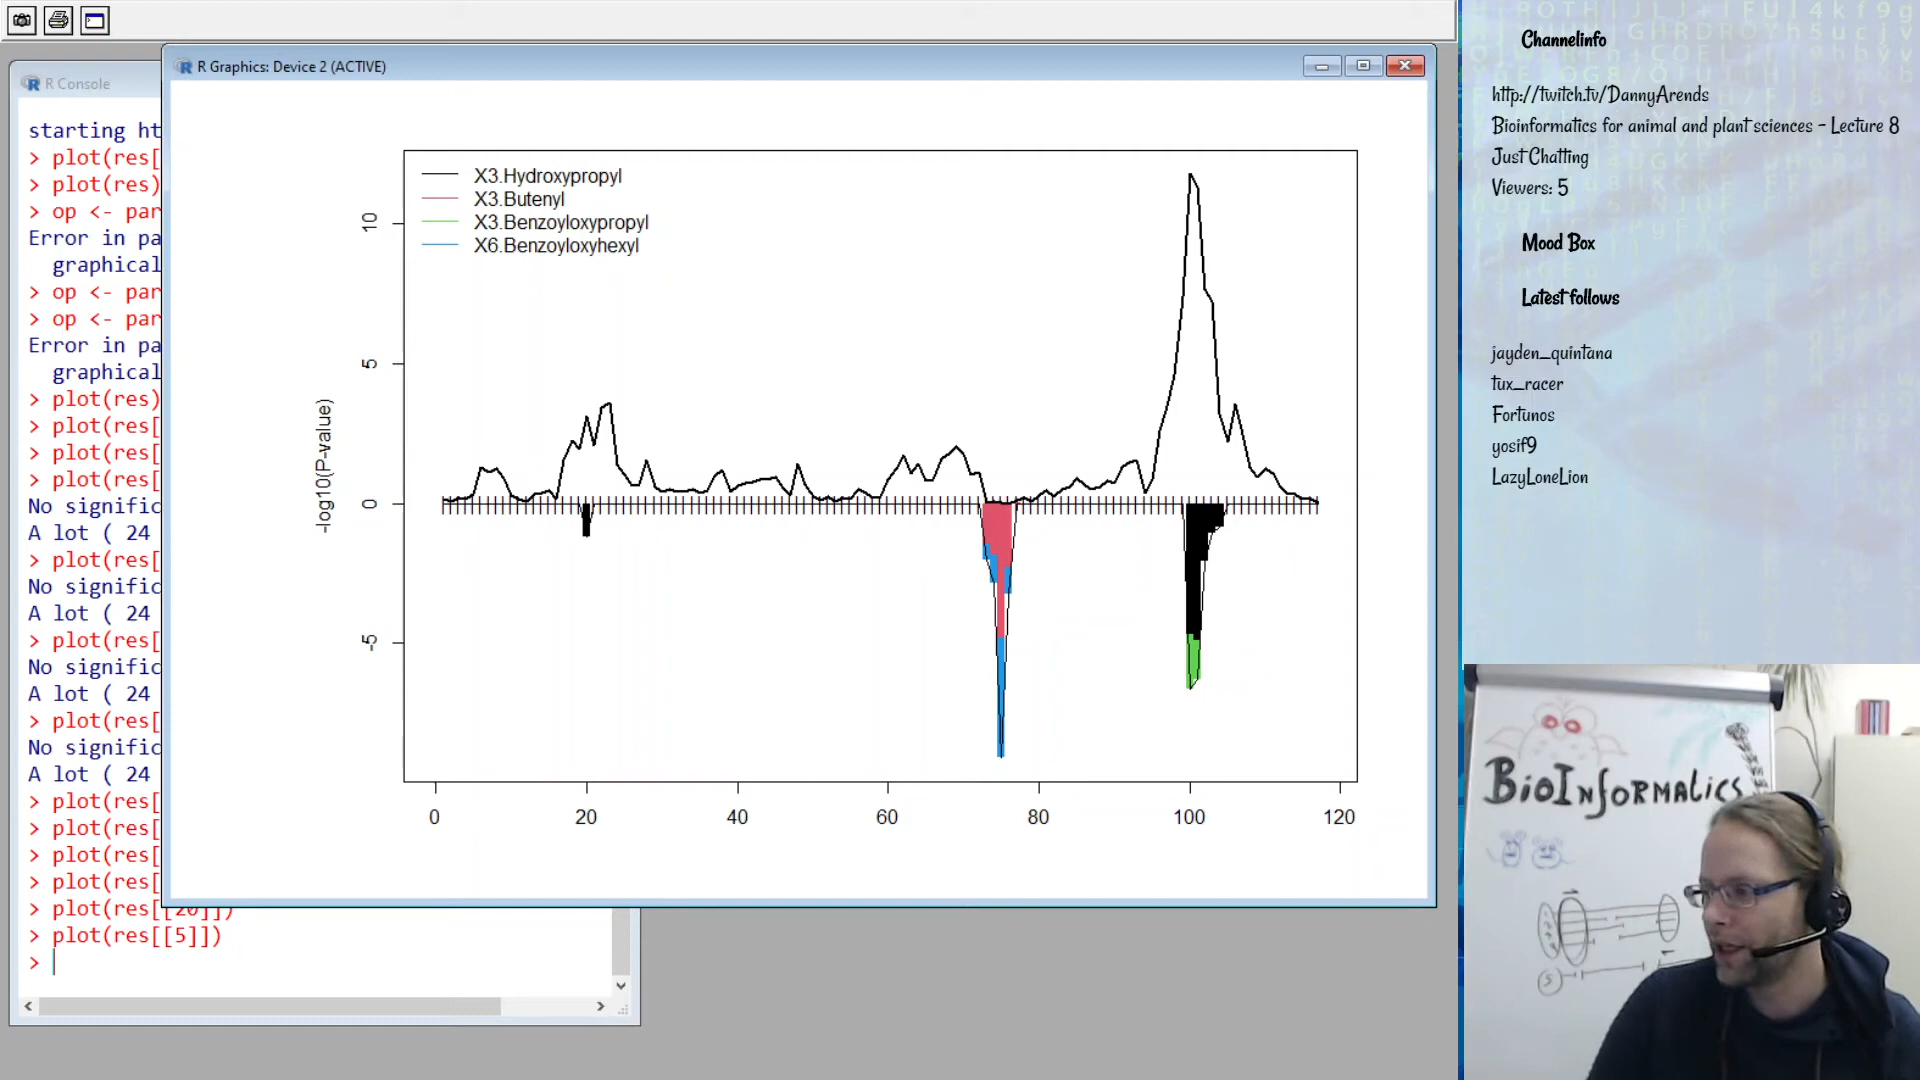 R Console
R Graphics: Device 2 (ACTIVE)
starting ht
> plot(res[
> plot(res)
> op <- par
Error in pa
graphical
> op <- par
> op <- par
Error in pa
graphical
> plot(res)
> plot(res[
> plot(res[
> plot(res[
No signific
A lot ( 24
> plot(res[
No signific
A lot ( 24
> plot(res[
No signific
A lot ( 24
> plot(res[
No signific
A lot ( 24
> plot(res[
> plot(res[
> plot(res[
> plot(res[
> plot(res[[20]])
> plot(res[[5]])
>
X3.Hydroxypropyl
X3.Butenyl
X3.Benzoyloxypropyl
X6.Benzoyloxyhexyl
-log10(P-value)
10
5
0
-5
0 20 40 60 80 100 120
Channelinfo
http://twitch.tv/DannyArends
Bioinformatics for animal and plant sciences - Lecture 8
Just Chatting
Viewers: 5
Mood Box
Latest follows
jayden_quintana
tux_racer
Fortunos
yosif9
LazyLoneLion
BioInformatics